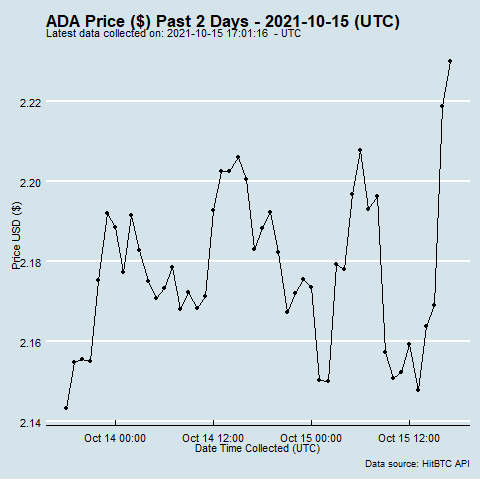 ADA Price ($) Past 2 Days - 2021-10-15 (UTC)
Latest data collected on: 2021-10-15 17:01:16 - UTC
2.22
2.20
2.18
2.16
2.14
Price USD ($)
Oct 14 00:00 Oct 14 12:00 Oct 15 00:00 Oct 15 12:00
Date Time Collected (UTC)
Data source: HitBTC API